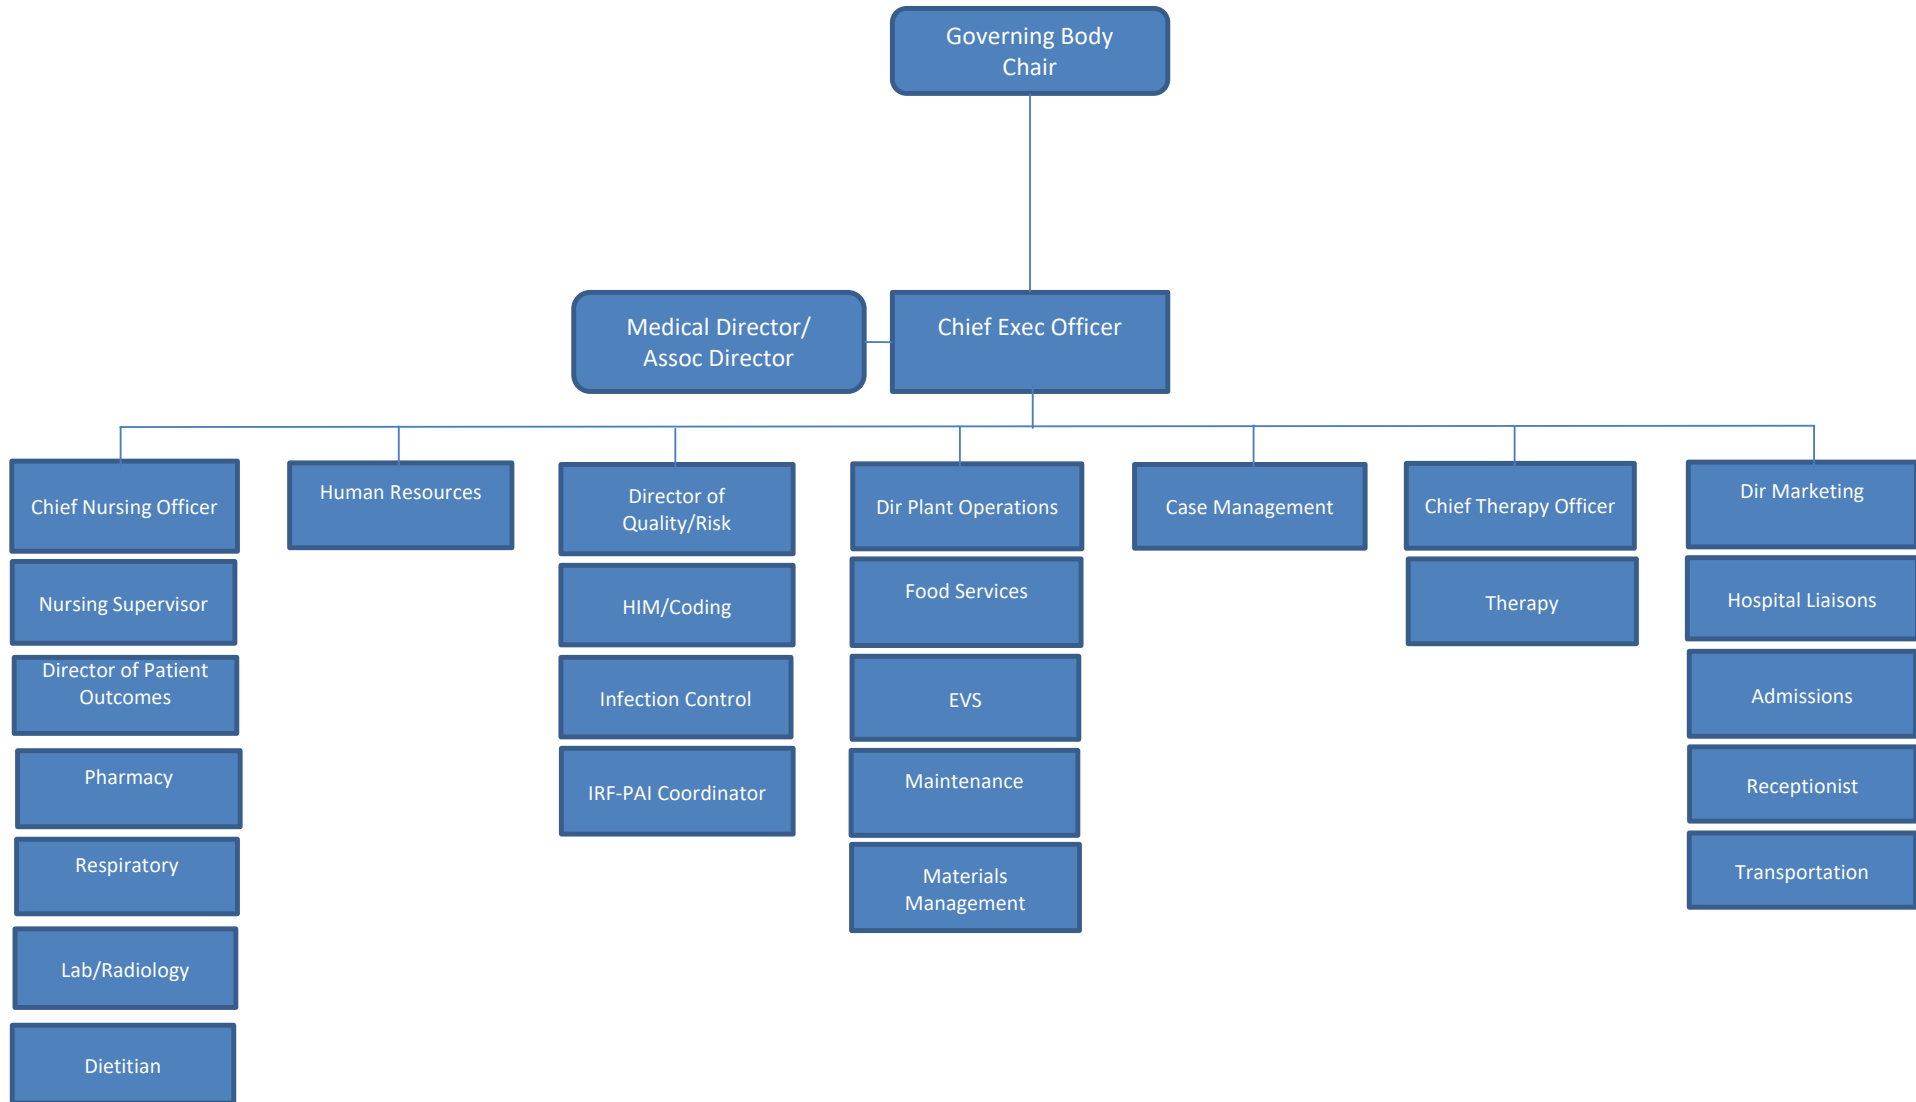 Governing Body
Chair
Medical Director/
Assoc Director
Chief Exec Officer
Chief Nursing Officer
Human Resources
Director of
Quality/Risk
Dir Plant Operations
Case Management
Chief Therapy Officer
Dir Marketing
Nursing Supervisor
HIM/Coding
Food Services
Therapy
Hospital Liaisons
Director of Patient
Outcomes
Infection Control
EVS
Admissions
Pharmacy
IRF-PAI Coordinator
Maintenance
Receptionist
Respiratory
Materials
Management
Transportation
Lab/Radiology
Dietitian